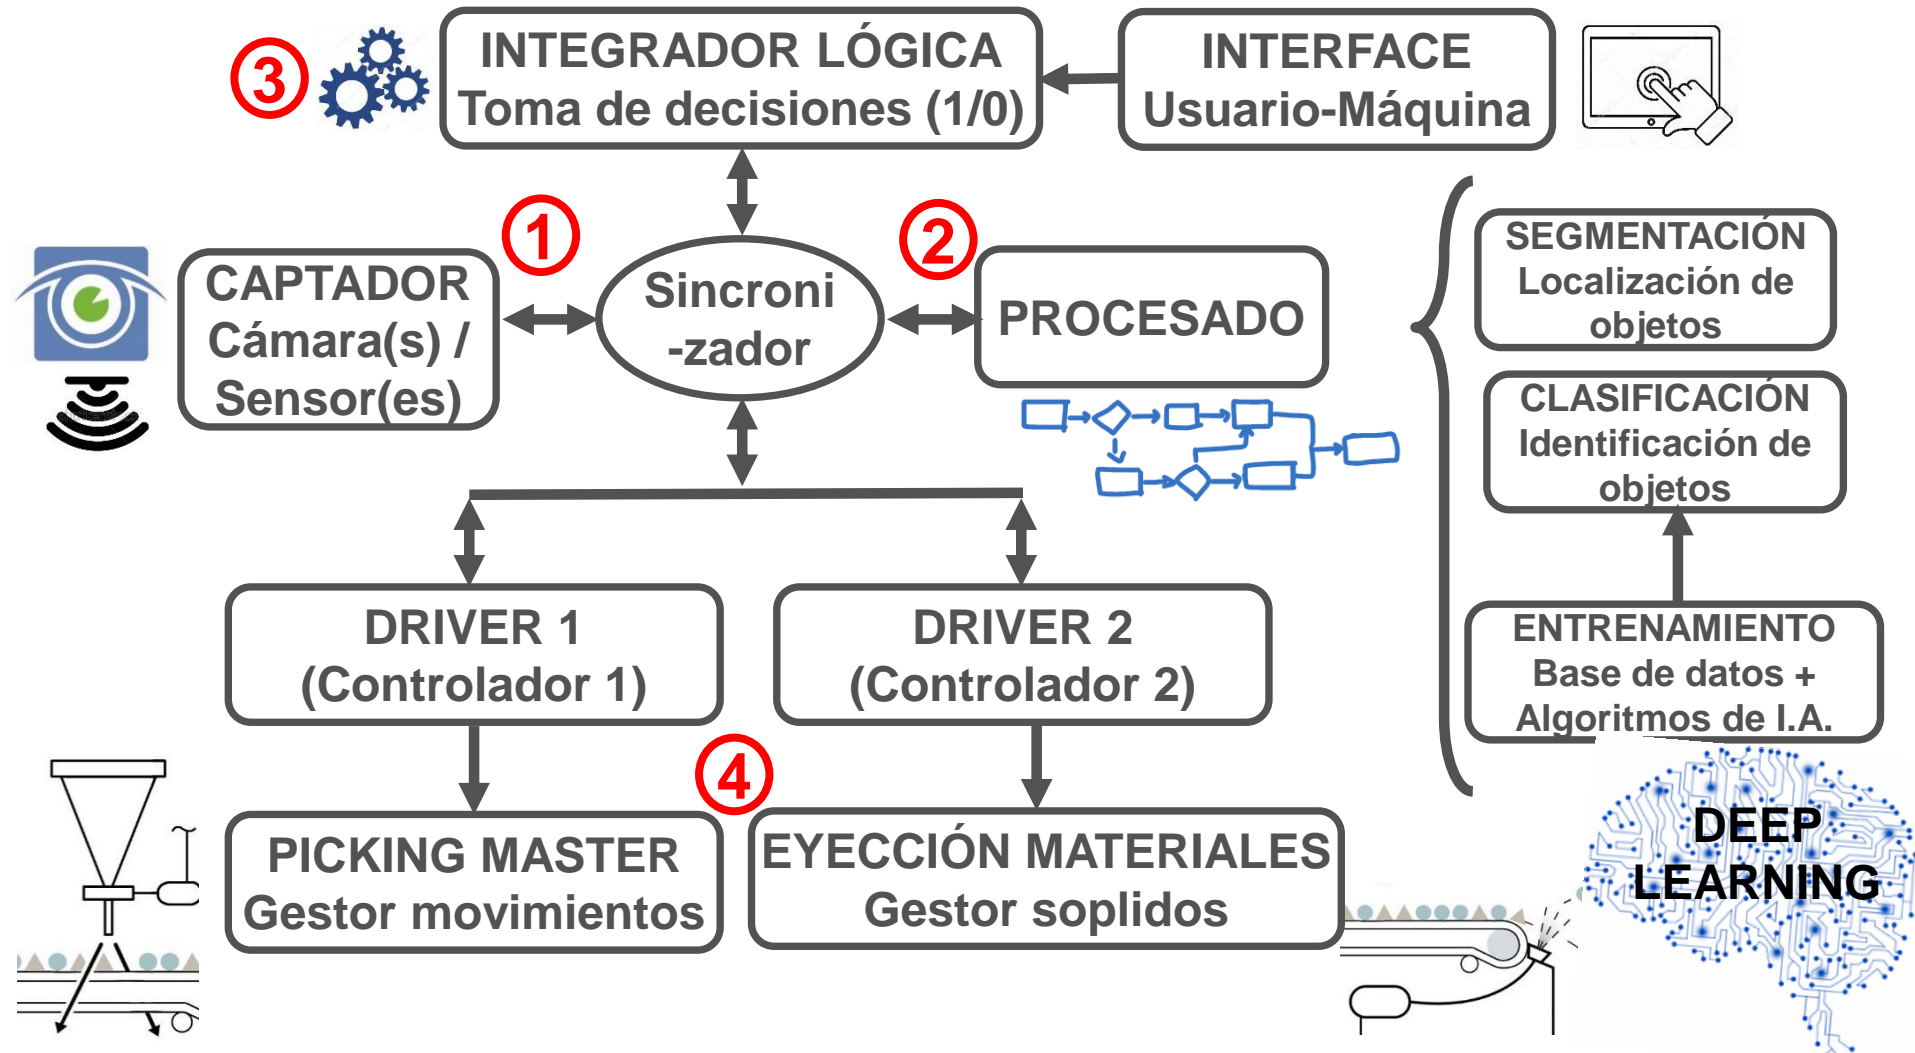 3
INTEGRADOR LÓGICA
Toma de decisiones (1/0)
INTERFACE
Usuario-Máquina
1
2
CAPTADOR
Cámara(s) /
Sensor(es)
Sincroni
-zador
PROCESADO
SEGMENTACIÓN
Localización de
objetos
CLASIFICACIÓN
Identificación de
objetos
ENTRENAMIENTO
Base de datos +
Algoritmos de I.A.
DRIVER 1
(Controlador 1)
DRIVER 2
(Controlador 2)
4
PICKING MASTER
Gestor movimientos
EYECCIÓN MATERIALES
Gestor soplidos
DEEP
LEARNING